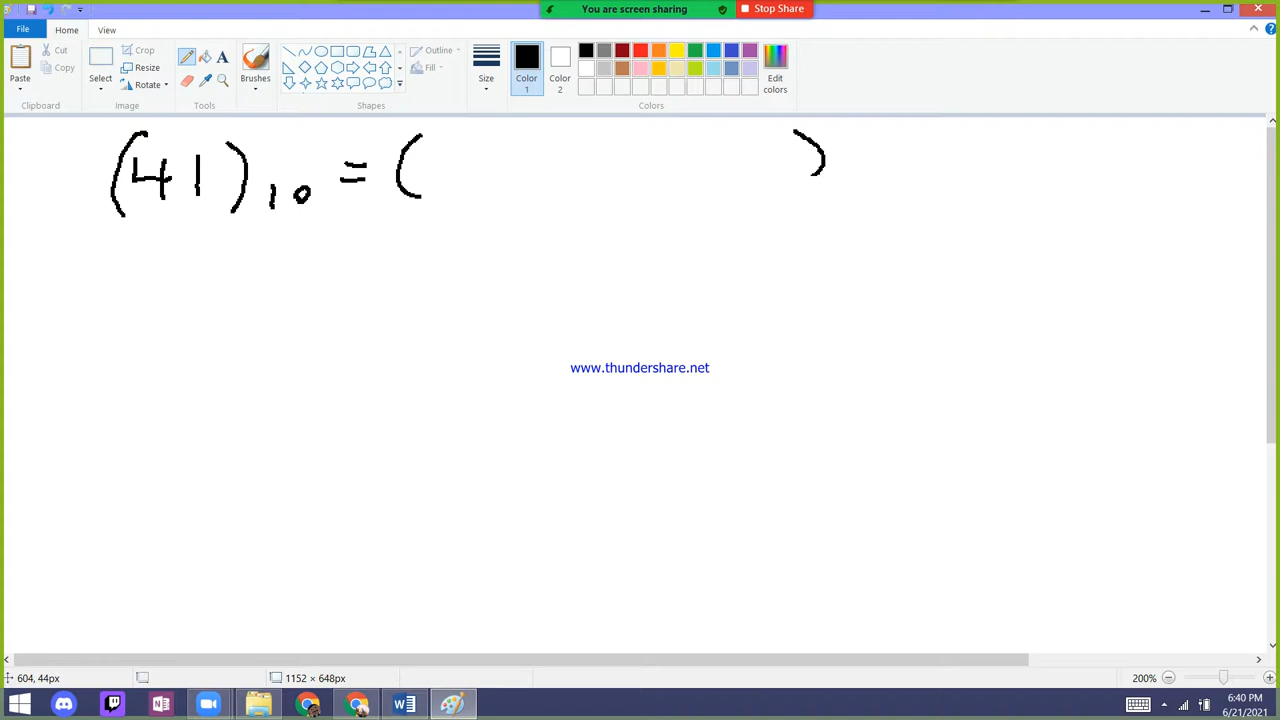 You are screen sharing Stop Share
File Home View
Paste Cut Copy Select Crop Resize Rotate A Brushes Outline Fill Size Color 1 Color 2 Edit colors
Clipboard Image Tools Shapes Colors
(41)10 = ( )
www.thundershare.net
604, 44px 1152 × 648px 200%
6:40 PM
6/21/2021